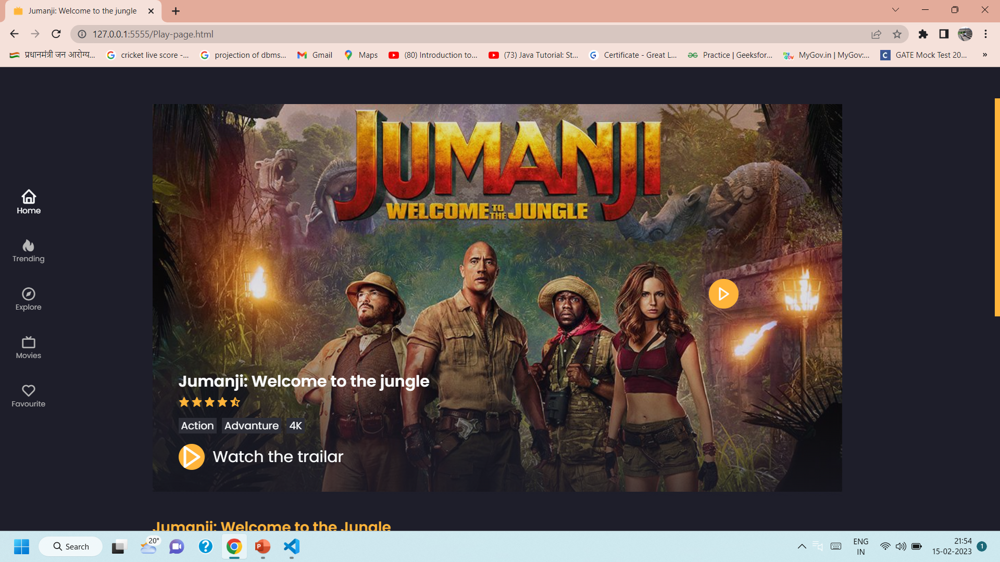 Jumanji: Welcome to the jungle
127.0.0.1:5555/Play-page.html
प्रधानमंत्री जन आरोग्य...
cricket live score -...
projection of dbms...
Gmail
Maps
(80) Introduction to...
(73) Java Tutorial: St...
Certificate - Great L...
Practice | Geeksfor...
MyGov.in | MyGov:...
GATE Mock Test 20...
»
JUMANJI
WELCOME TO THE JUNGLE
Home
Trending
Explore
Movies
Favourite
Jumanji: Welcome to the jungle
Action Advanture 4K
Watch the trailar
Jumanji: Welcome to the Jungle
Search
20°
ENG
IN
21:54
15-02-2023
1